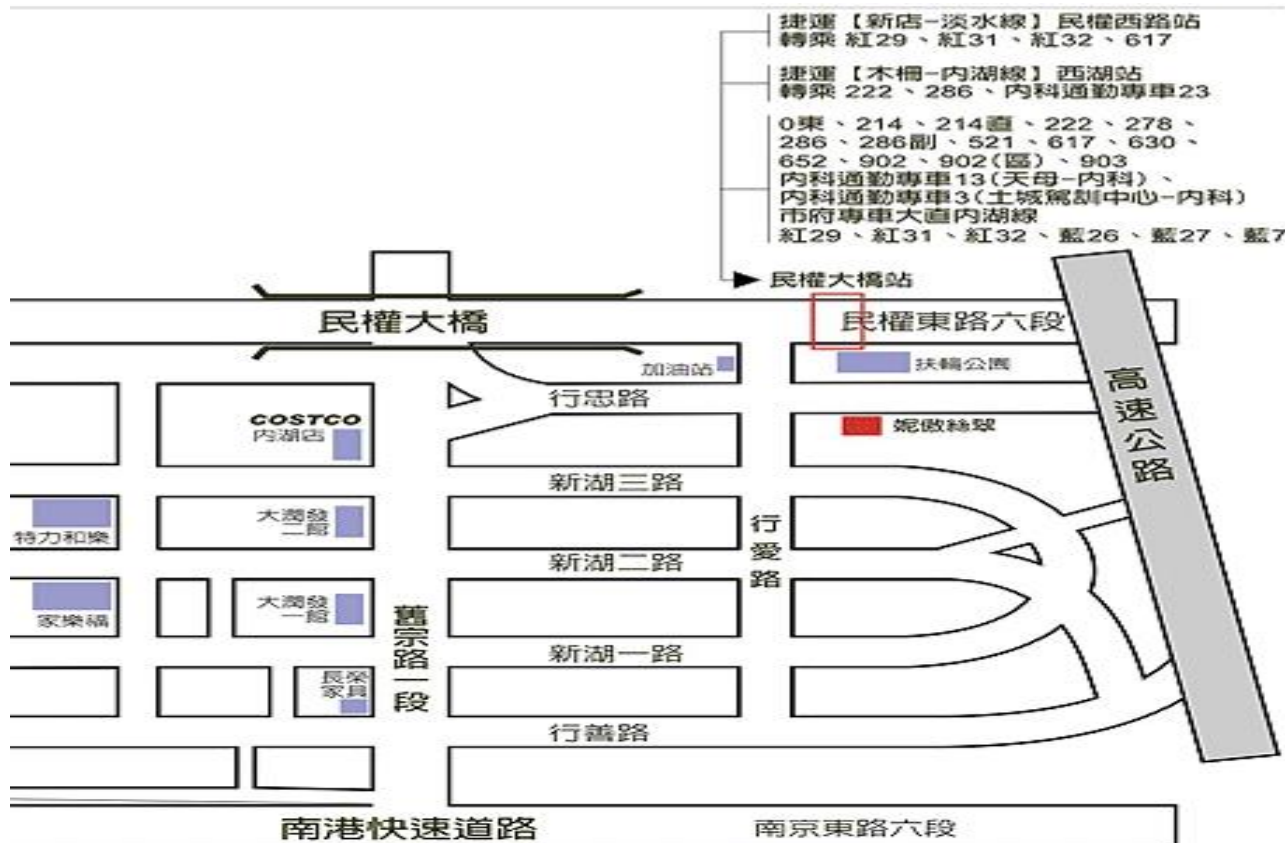 捷運【新店-淡水線】民權西路站
轉乘 紅29、紅31、紅32、617
捷運【木柵-内湖線】西湖站
轉乘 222、286、内科通勤專車23
0東、214、214直、222、278、
286、286副、521、617、630、
652、902、902(區)、903
内科通勤專車13(天母-内科)、
内科通勤專車3(土城駕訓中心-内科)
市府專車大直内湖線
紅29、紅31、紅32、藍26、藍27、藍7
民權大橋站
民權大橋
民權東路六段
加油站
扶輪公園
行思路
高速公路
COSTCO
内湖店
妮傲絲翠
新湖三路
特力和樂
大潤發
二館
行愛路
新湖二路
家樂福
大潤發
一館
舊宗路一段
新湖一路
長榮
家具
行善路
南港快速道路
南京東路六段